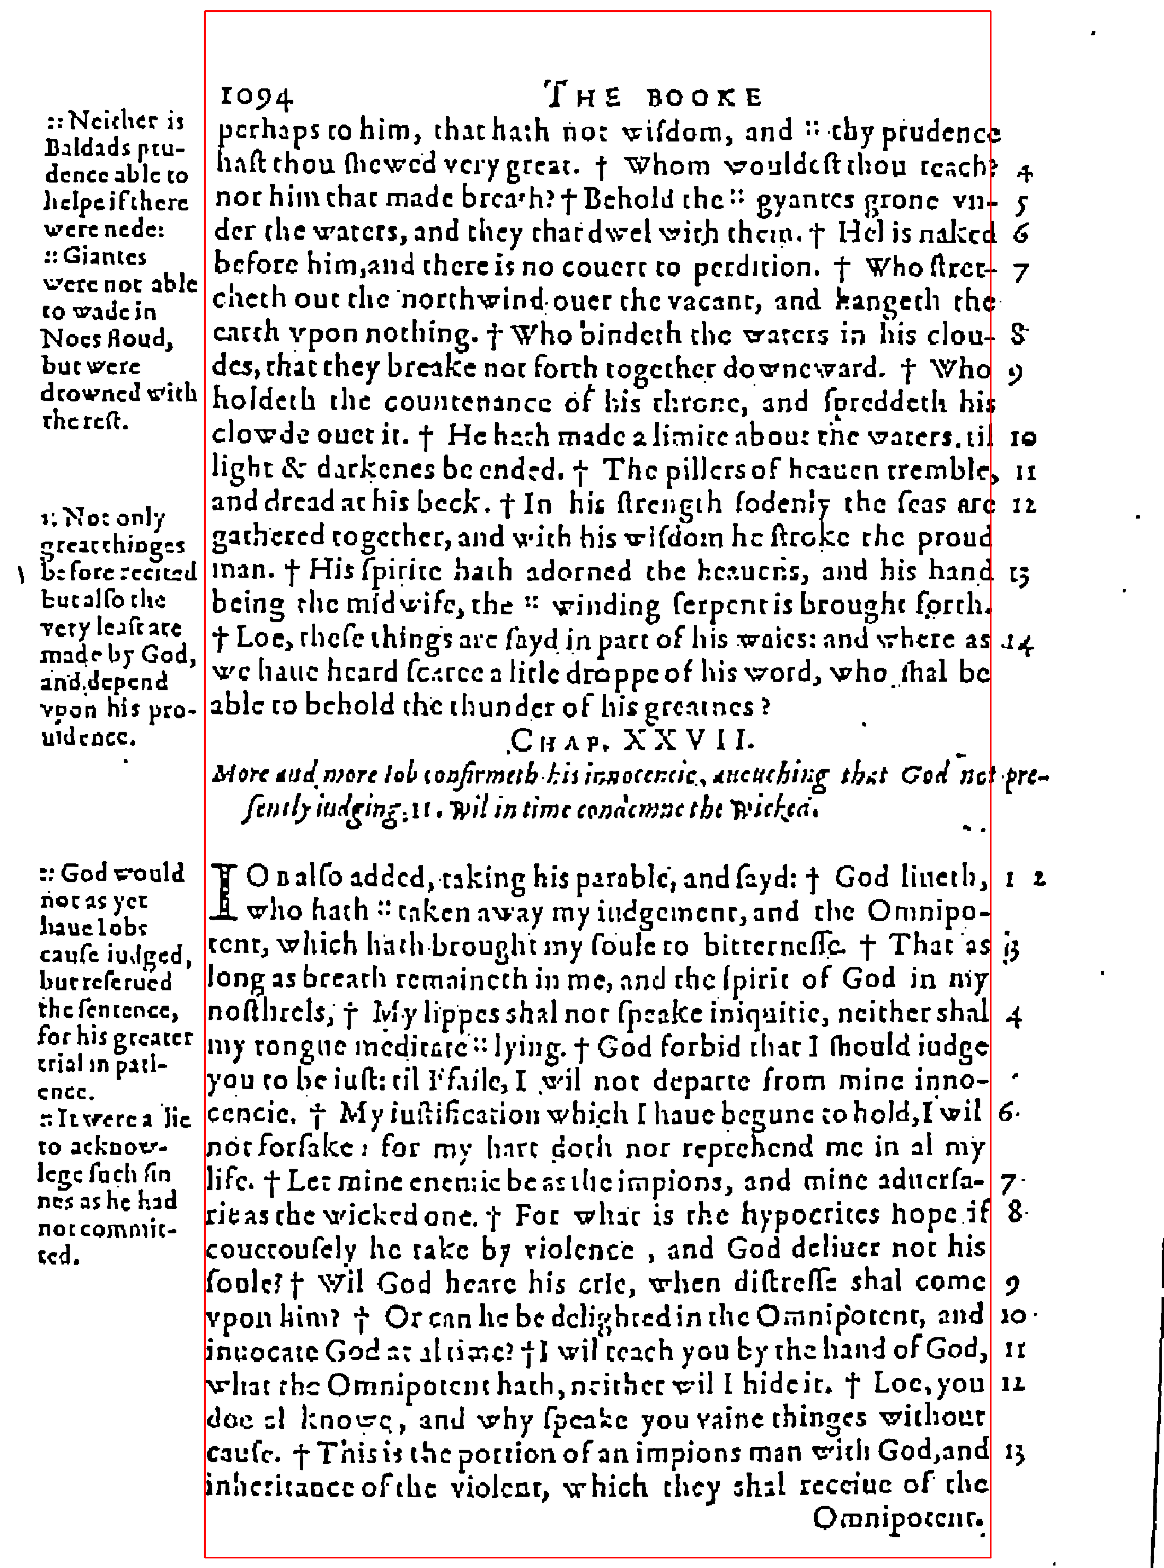 1094 THE BOOKE
perhaps to him, that hath not wiſdom, and :: thy prudence
haſt thou ſhewed very great. † Whom wouldeſt thou teach? 4
not him that made breath? † Behold the :: gyantes grone vn- 5
der the waters, and they that dwel with them. † Hel is naked 6
before him, and there is no couert to perdition. † Who ſtret- 7
cheth out the northwind ouer the vacant, and hangeth the
earth vpon nothing. † Who bindeth the waters in his clou- 8
des, that they breake not forth together downeward. † Who 9
holdeth the countenance of his throne, and ſpreddeth his
clowde ouer it. † He hath made a limite about the waters, til 10
light & darkenes be ended. † The pillers of heauen tremble, 11
and dread at his beck. † In his ſtrength ſodenly the ſeas are 12
gathered together, and with his wiſdom he ſtroke the proud
man. † His ſpirite hath adorned the heauens, and his hand 13
being the midwife, the :: winding ſerpent is brought forth.
† Loe, theſe things are ſayd in part of his waies: and where as 14
we haue heard ſcarce a litle droppe of his word, who ſhal be
able to behold the thunder of his greatnes?
:: Neither is
Baldads pru-
dence able to
helpe if there
were nede:
:: Giantes
were not able
to wade in
Noes floud,
but were
drowned with
the reſt.
:: Not only
great thinges
before recited
but alſo the
very leaſt are
made by God,
and depend
vpon his pro-
uidence.
CHAP. XXVII.
More and more Iob confirmeth his innocencie, auouching that God not pre-
ſently iudging, 11. wil in time condemne the wicked.
IOB alſo added, taking his parable, and ſayd: † God liueth, 1 2
who hath :: taken away my iudgement, and the Omnipo-
tent, which hath brought my ſoule to bitterneſſe. † That as 3
long as breath remaineth in me, and the ſpirit of God in my
noſthrels, † My lippes shal not ſpeake iniquitie, neither shal 4
my tongue meditate :: lying. † God forbid that I ſhould iudge
you to be iuſt: til I faile, I wil not departe from mine inno-
cencie. † My iuſtification which I haue begune to hold, I wil 6
not forſake: for my hart doth not reprehend me in al my
life. † Let mine enemie be as the impious, and mine aduerſa- 7
rie as the wicked one. † For what is the hypocrites hope if 8
couetouſely he take by violence, and God deliuer not his
ſoule? † Wil God heare his crie, when diſtreſſe shal come 9
vpon him? † Or can he be delighted in the Omnipotent, and 10
inuocate God at al time? † I wil teach you by the hand of God, 11
what the Omnipotent hath, neither wil I hide it. † Loe, you 12
doe al knowe, and why ſpeake you vaine thinges without
cauſe. † This is the portion of an impions man with God, and 13
inheritance of the violent, which they shal receiue of the
Omnipotent.
:: God would
not as yet
haue Iobs
cauſe iudged,
but reſerued
the ſentence,
for his greater
trial in pati-
ence.
:: It were a lie
to acknow-
lege ſuch ſin
nes as he had
not commit-
ted.